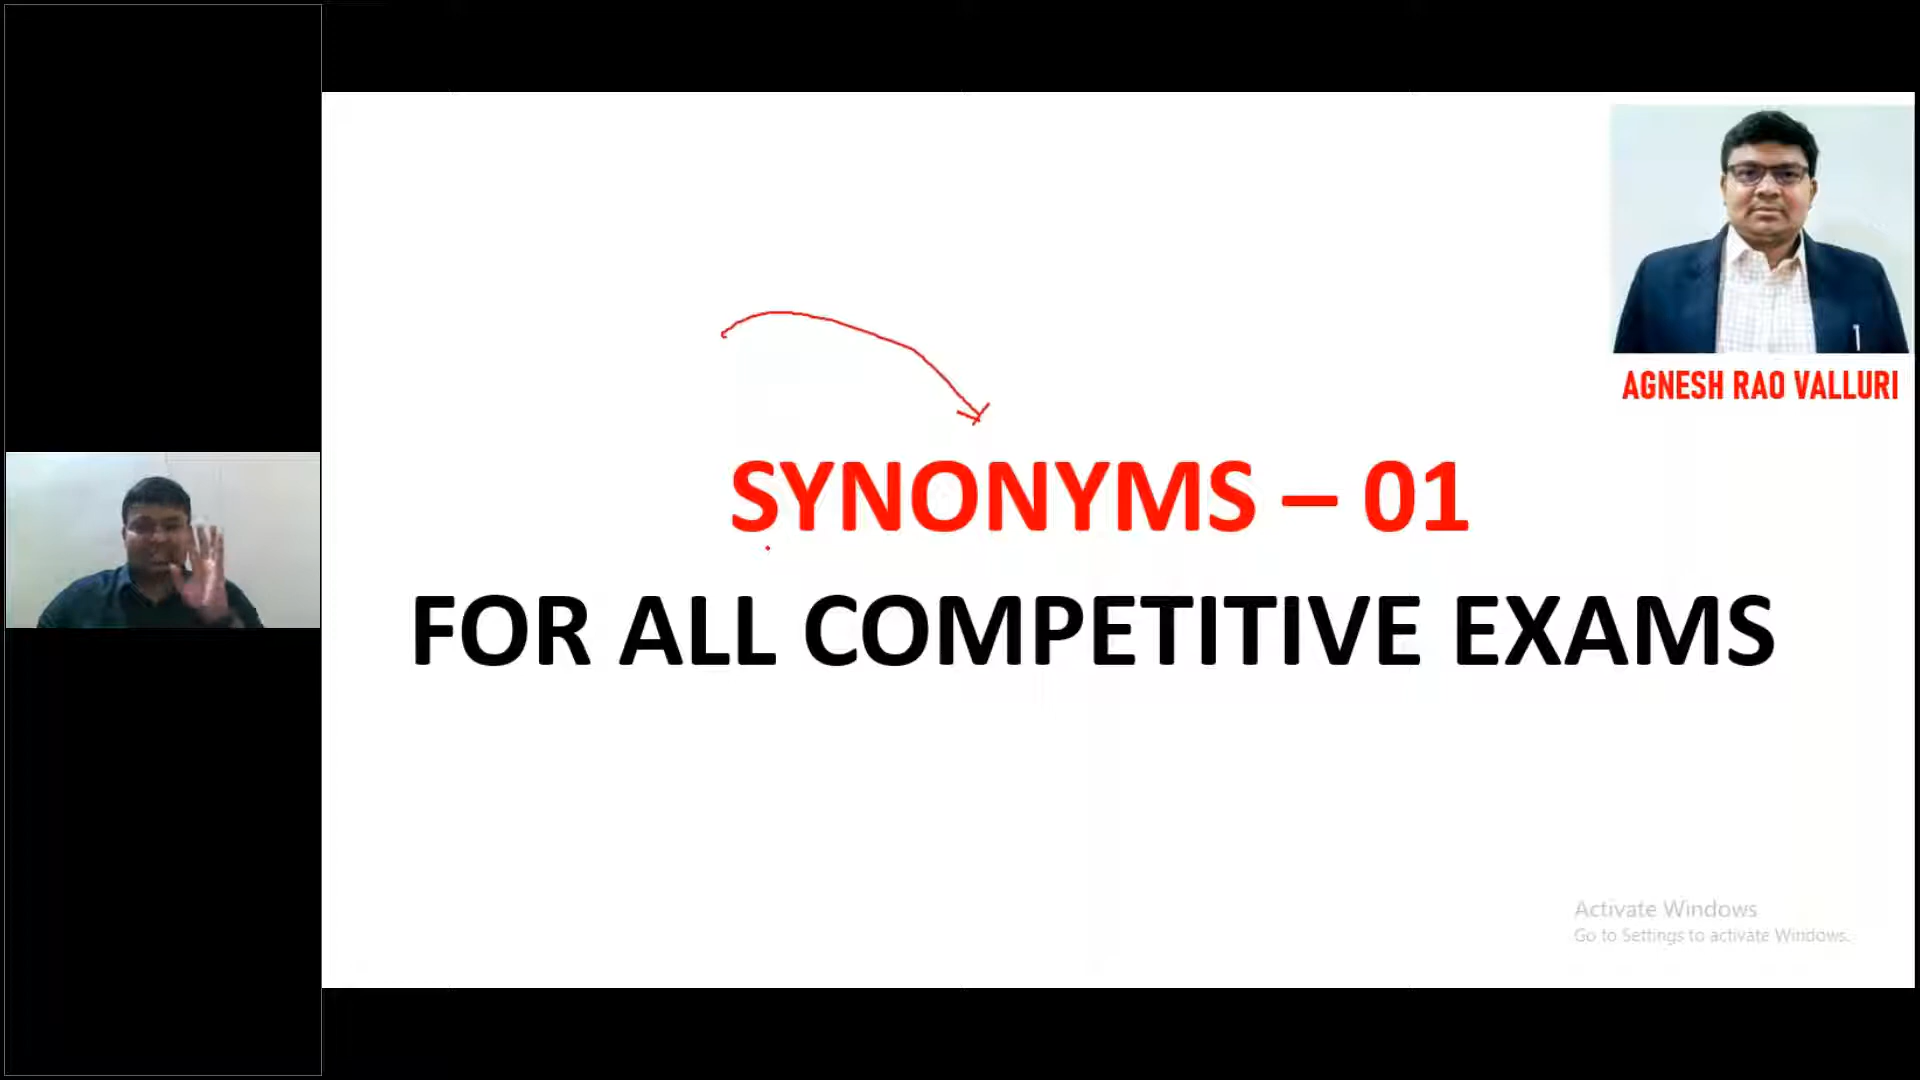 AGNESH RAO VALLURI
SYNONYMS – 01
FOR ALL COMPETITIVE EXAMS
Activate Windows
Go to Settings to activate Windows.